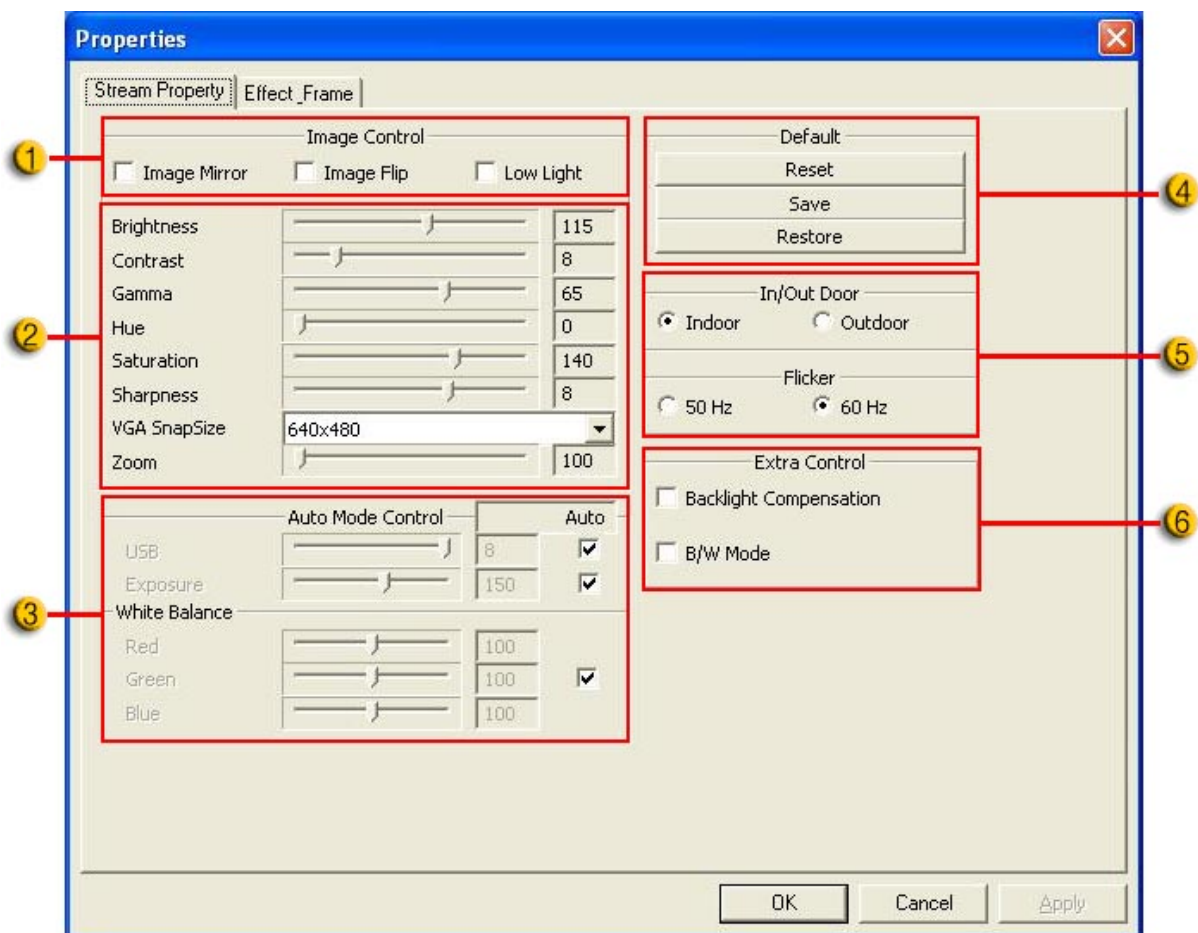 Properties
Stream Property
Effect_Frame
1
Image Control
Image Mirror
Image Flip
Low Light
2
Brightness 115
Contrast 8
Gamma 65
Hue 0
Saturation 140
Sharpness 8
VGA SnapSize 640x480
Zoom 100
3
Auto Mode Control Auto
USB 8
Exposure 150
White Balance
Red 100
Green 100
Blue 100
4
Default
Reset
Save
Restore
5
In/Out Door
Indoor Outdoor
Flicker
50 Hz 60 Hz
6
Extra Control
Backlight Compensation
B/W Mode
OK Cancel Apply